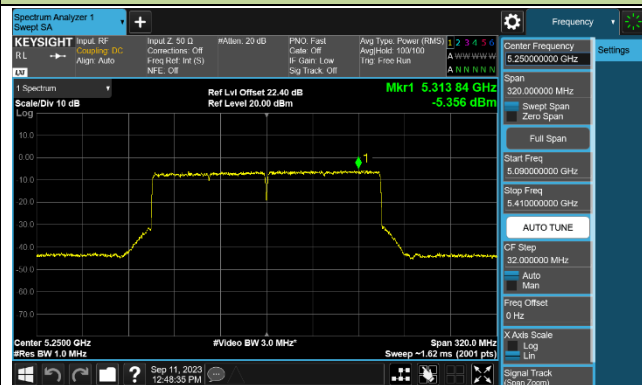 Spectrum Analyzer 1
Swept SA
Frequency
KEYSIGHT
RL
Input: RF
Coupling: DC
Align: Auto
Input Z: 50 Ω
Corrections: Off
Freq Ref: Int (S)
NFE: Off
#Atten: 20 dB
PNO: Fast
Gate: Off
IF Gain: Low
Sig Track: Off
Avg Type: Power (RMS)
Avg|Hold: 100/100
Trig: Free Run
1 2 3 4 5 6
A W W W W W
A N N N N N
1 Spectrum
Scale/Div 10 dB
Log
Ref Lvl Offset 22.40 dB
Ref Level 20.00 dBm
Mkr1 5.313 84 GHz
-5.356 dBm
10.0
0.00
-10.0
-20.0
-30.0
-40.0
-50.0
-60.0
-70.0
1
Center 5.2500 GHz
#Res BW 1.0 MHz
#Video BW 3.0 MHz*
Span 320.0 MHz
Sweep ~1.62 ms (2001 pts)
Sep 11, 2023
12:48:35 PM
Settings
Center Frequency
5.25000000 GHz
Span
320.000000 MHz
Swept Span
Zero Span
Full Span
Start Freq
5.090000000 GHz
Stop Freq
5.410000000 GHz
AUTO TUNE
CF Step
32.000000 MHz
Auto
Man
Freq Offset
0 Hz
X Axis Scale
Log
Lin
Signal Track
(Span Zoom)